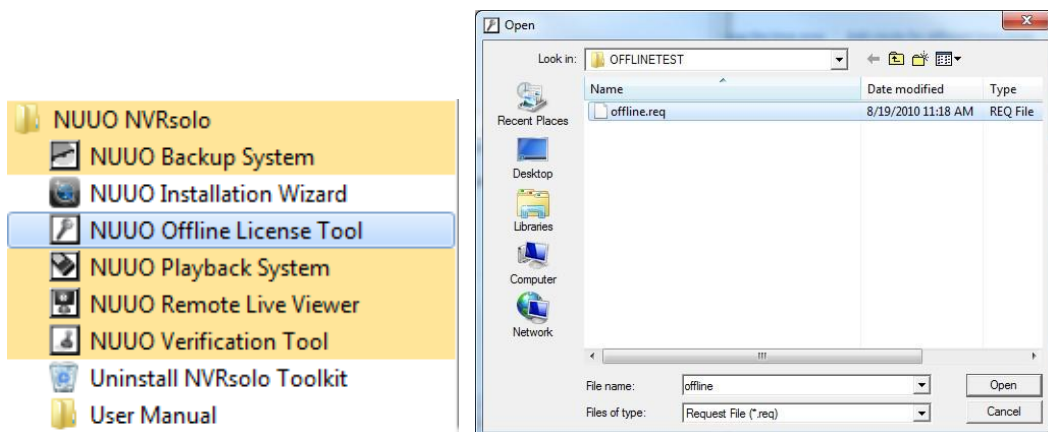 NUUO NVRsolo
NUUO Backup System
NUUO Installation Wizard
NUUO Offline License Tool
NUUO Playback System
NUUO Remote Live Viewer
NUUO Verification Tool
Uninstall NVRsolo Toolkit
User Manual
Open
Look in: OFFLINETEST
Name Date modified Type
offline.req 8/19/2010 11:18 AM REQ File
Recent Places
Desktop
Libraries
Computer
Network
File name: offline Open
Files of type: Request File (*.req) Cancel